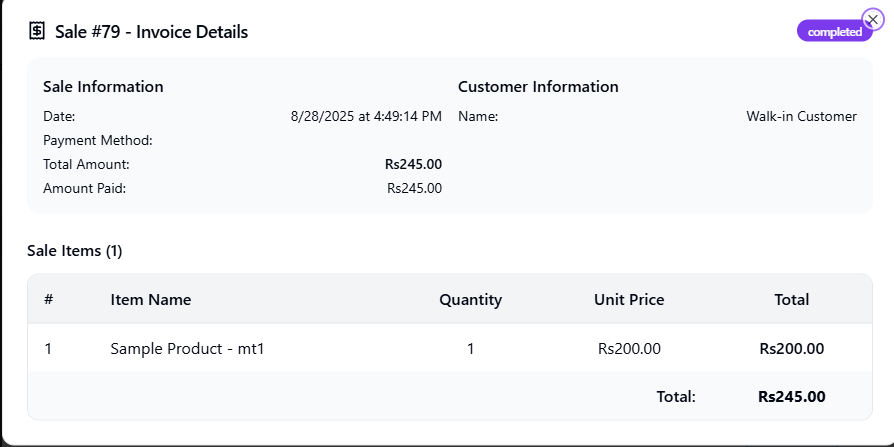 Sale #79 - Invoice Details
completed
Sale Information
Date: 8/28/2025 at 4:49:14 PM
Payment Method:
Total Amount: Rs245.00
Amount Paid: Rs245.00
Customer Information
Name: Walk-in Customer
Sale Items (1)
# Item Name Quantity Unit Price Total
1 Sample Product - mt1 1 Rs200.00 Rs200.00
Total: Rs245.00